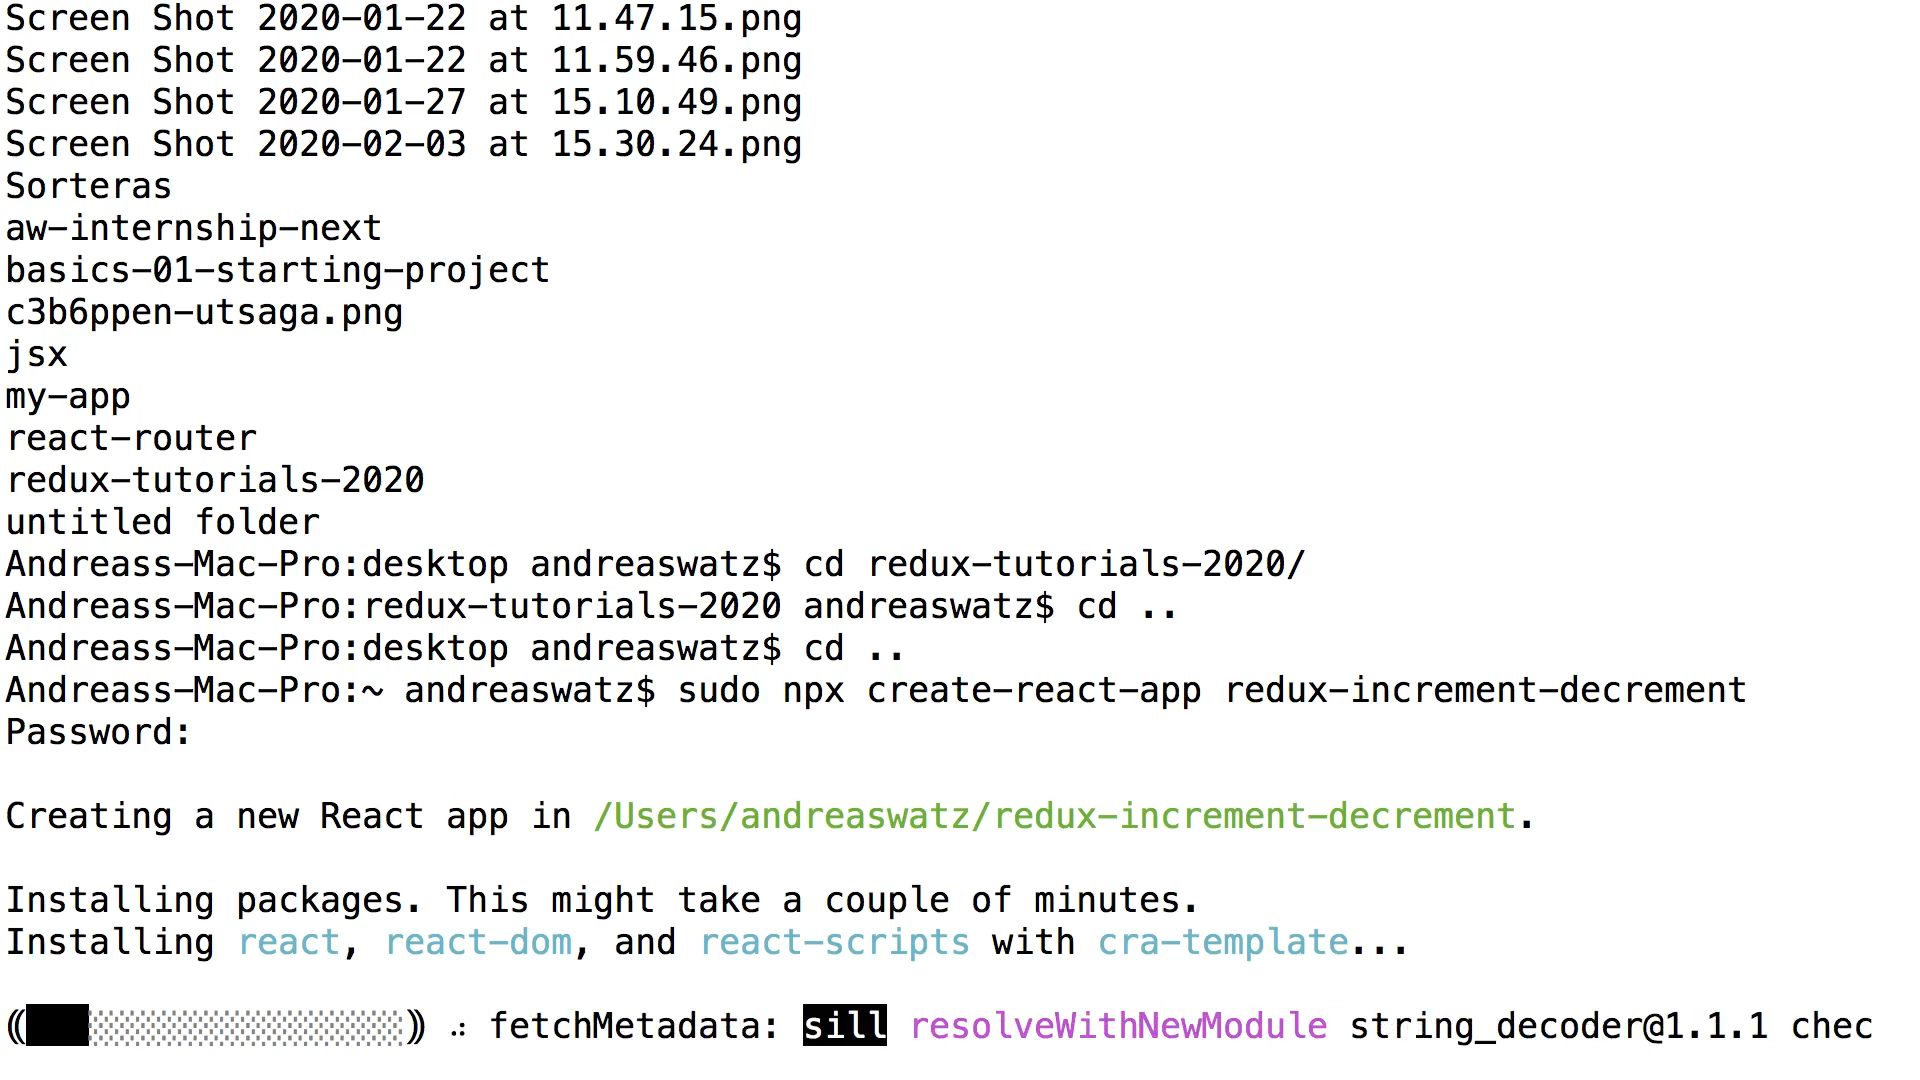 Screen Shot 2020-01-22 at 11.47.15.png
Screen Shot 2020-01-22 at 11.59.46.png
Screen Shot 2020-01-27 at 15.10.49.png
Screen Shot 2020-02-03 at 15.30.24.png
Sorteras
aw-internship-next
basics-01-starting-project
c3b6ppen-utsaga.png
jsx
my-app
react-router
redux-tutorials-2020
untitled folder
Andreass-Mac-Pro:desktop andreaswatz$ cd redux-tutorials-2020/
Andreass-Mac-Pro:redux-tutorials-2020 andreaswatz$ cd ..
Andreass-Mac-Pro:desktop andreaswatz$ cd ..
Andreass-Mac-Pro:~ andreaswatz$ sudo npx create-react-app redux-increment-decrement
Password:
Creating a new React app in /Users/andreaswatz/redux-increment-decrement.
Installing packages. This might take a couple of minutes.
Installing react, react-dom, and react-scripts with cra-template...
⸨███░░░░░░░░░░░░░░░⸩ ⠴ fetchMetadata: sill resolveWithNewModule string_decoder@1.1.1 chec